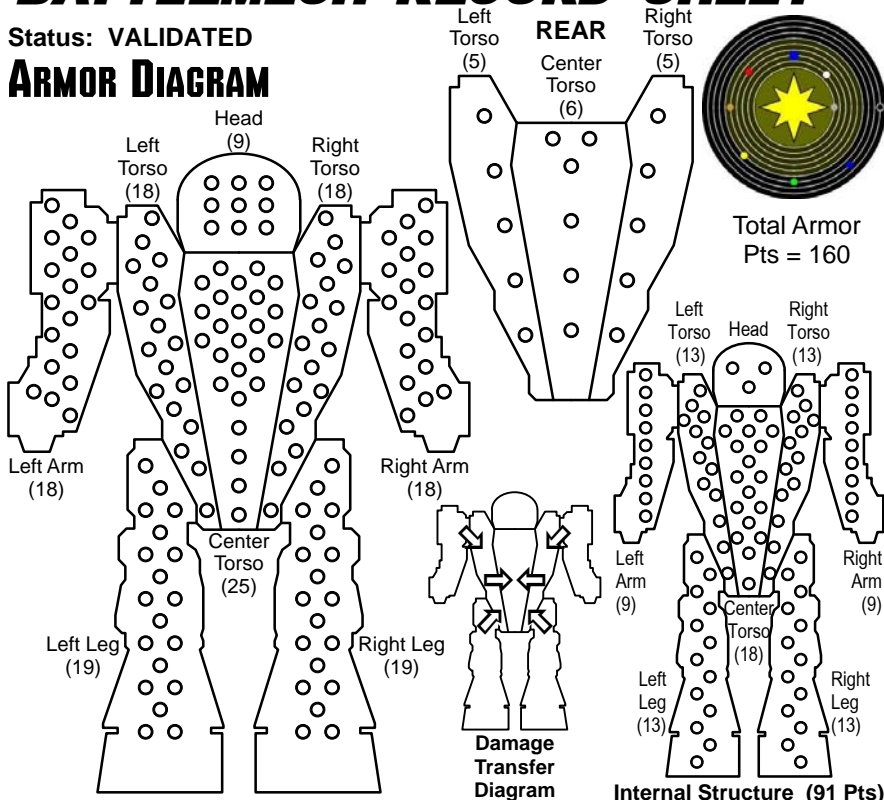 BATTLEMECH RECORD SHEET
Status: VALIDATED
ARMOR DIAGRAM
Head
(9)
Left
Torso
(18)
Right
Torso
(18)
Left Arm
(18)
Right Arm
(18)
Center
Torso
(25)
Left Leg
(19)
Right Leg
(19)
Left
Torso
(5)
REAR
Right
Torso
(5)
Center
Torso
(6)
Total Armor
Pts = 160
Damage
Transfer
Diagram
Left
Torso
(13)
Head
Right
Torso
(13)
Left
Arm
(9)
Right
Arm
(9)
Center
Torso
(18)
Left
Leg
(13)
Right
Leg
(13)
Internal Structure (91 Pts)